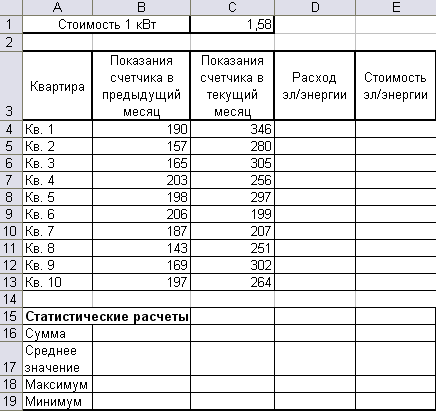 A B C D E
1 Стоимость 1 кВт 1,58
2
3 Квартира Показания счетчика в предыдущий месяц Показания счетчика в текущий месяц Расход эл/энергии Стоимость эл/энергии
4 Кв. 1 190 346
5 Кв. 2 157 280
6 Кв. 3 165 305
7 Кв. 4 203 256
8 Кв. 5 198 297
9 Кв. 6 206 199
10 Кв. 7 187 207
11 Кв. 8 143 251
12 Кв. 9 169 302
13 Кв. 10 197 264
14
15 Статистические расчеты
16 Сумма
17 Среднее значение
18 Максимум
19 Минимум